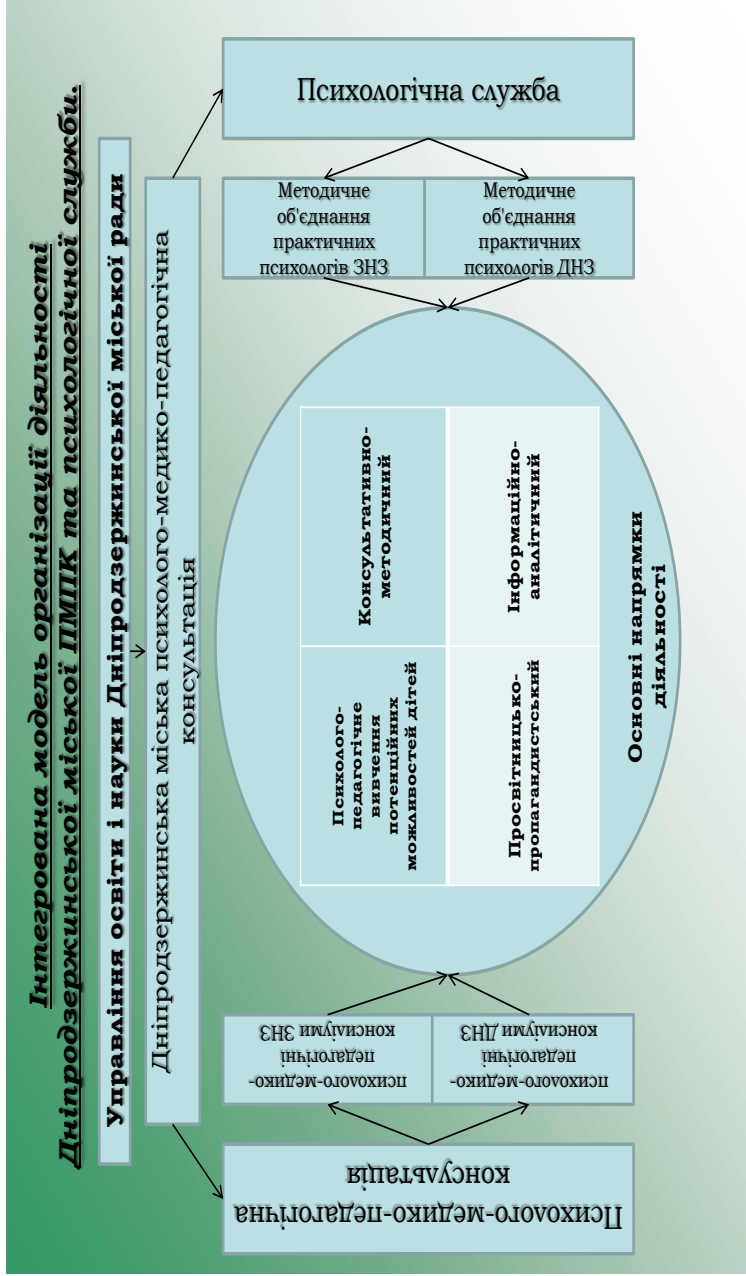 Інтегрована модель організації діяльності
Дніпродзержинської міської ПМПК та психологічної служби.
Управління освіти і науки Дніпродзержинської міської ради
Дніпродзержинська міська психолого-медико-педагогічна
консультація
Психолого-медико-педагогічна
консультація
психолого-медико-
педагогічні
консиліуми ЗНЗ
психолого-медико-
педагогічні
консиліуми ДНЗ
Психолого-
педагогічне
вивчення
потенційних
можливостей дітей
Консультативно-
методичний
Просвітницько-
пропагандистський
Інформаційно-
аналітичний
Основні напрямки
діяльності
Методичне
об'єднання
практичних
психологів ЗНЗ
Методичне
об'єднання
практичних
психологів ДНЗ
Психологічна служба